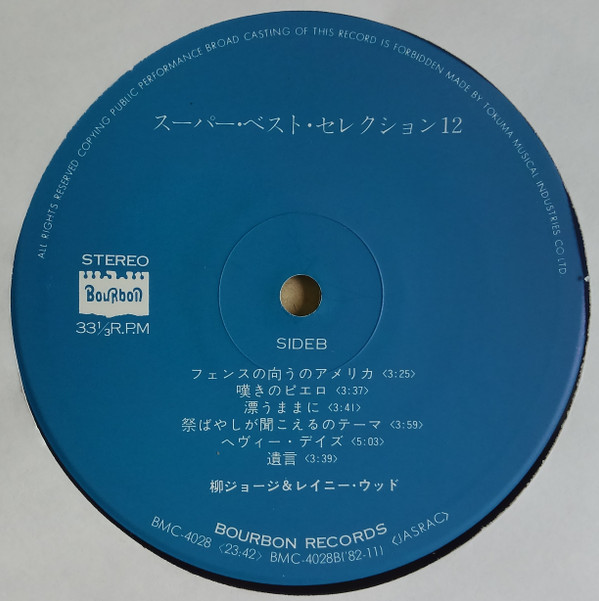 ALL RIGHTS RESERVED COPYING PUBLIC PERFORMANCE BROAD CASTING OF THIS RECORD IS FORBIDDEN MADE BY TOKUMA MUSICAL INDUSTRIES CO LTD.
スーパー・ベスト・セレクション12
STEREO
BouRboN
33⅓R.P.M
SIDEB
フェンスの向うのアメリカ〈3:25〉
嘆きのピエロ〈3:37〉
漂うままに〈3:41〉
祭ばやしが聞こえるのテーマ〈3:59〉
ヘヴィー・デイズ〈5:03〉
遺言〈3:39〉
柳ジョージ&レイニー・ウッド
BOURBON RECORDS
BMC-4028〈23:42〉BMC-4028B('82-11)〈JASRAC〉